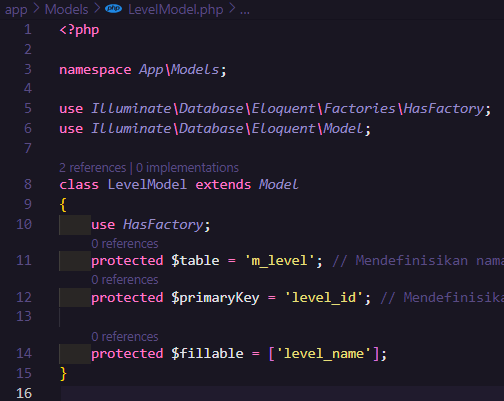 app > Models > php LevelModel.php > ...
1 <?php
2
3 namespace App\Models;
4
5 use Illuminate\Database\Eloquent\Factories\HasFactory;
6 use Illuminate\Database\Eloquent\Model;
7
2 references | 0 implementations
8 class LevelModel extends Model
9 {
10 use HasFactory;
0 references
11 protected $table = 'm_level'; // Mendefinisikan nama
0 references
12 protected $primaryKey = 'level_id'; // Mendefinisika
13
0 references
14 protected $fillable = ['level_name'];
15 }
16